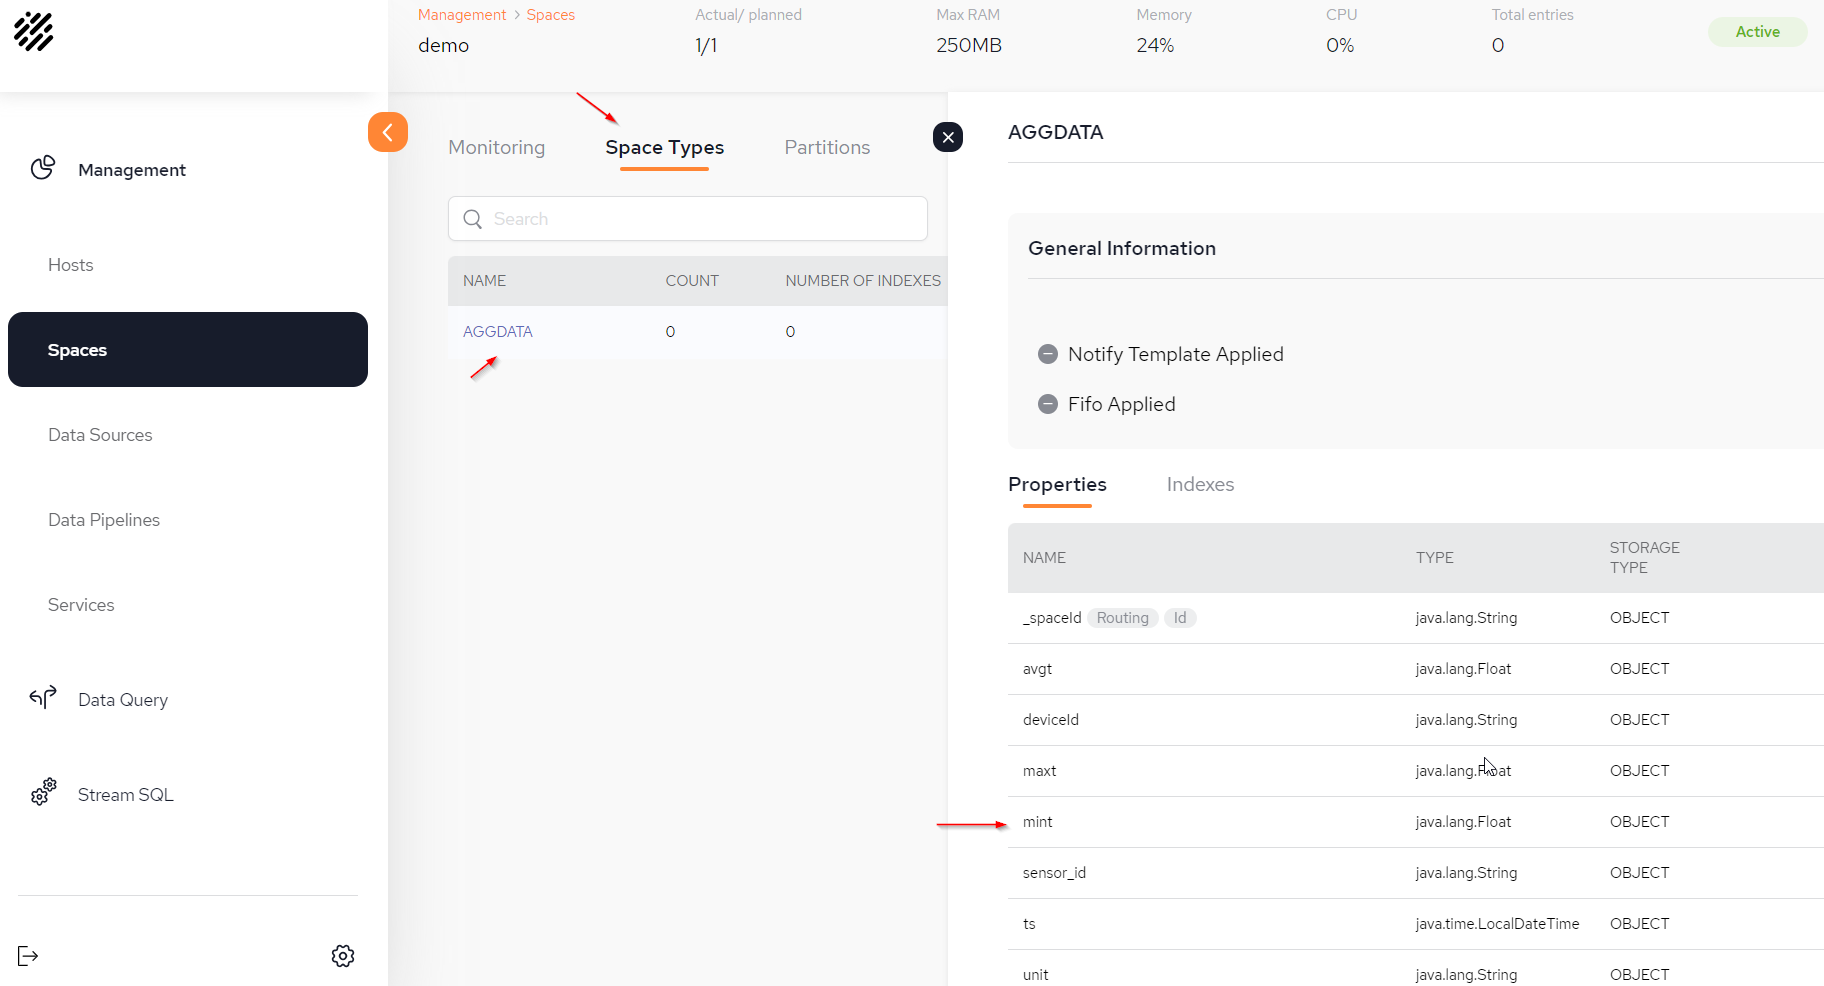 Management > Spaces
demo
Actual/ planned
1/1
Max RAM
250MB
Memory
24%
CPU
0%
Total entries
0
Active
Management
Hosts
Spaces
Data Sources
Data Pipelines
Services
Data Query
Stream SQL
Monitoring
Space Types
Partitions
Search
NAME COUNT NUMBER OF INDEXES
AGGDATA 0 0
AGGDATA
General Information
Notify Template Applied
Fifo Applied
Properties
Indexes
NAME TYPE STORAGE
TYPE
_spaceId Routing Id java.lang.String OBJECT
avgt java.lang.Float OBJECT
deviceId java.lang.String OBJECT
maxt java.lang.Float OBJECT
mint java.lang.Float OBJECT
sensor_id java.lang.String OBJECT
ts java.time.LocalDateTime OBJECT
unit java.lang.String OBJECT